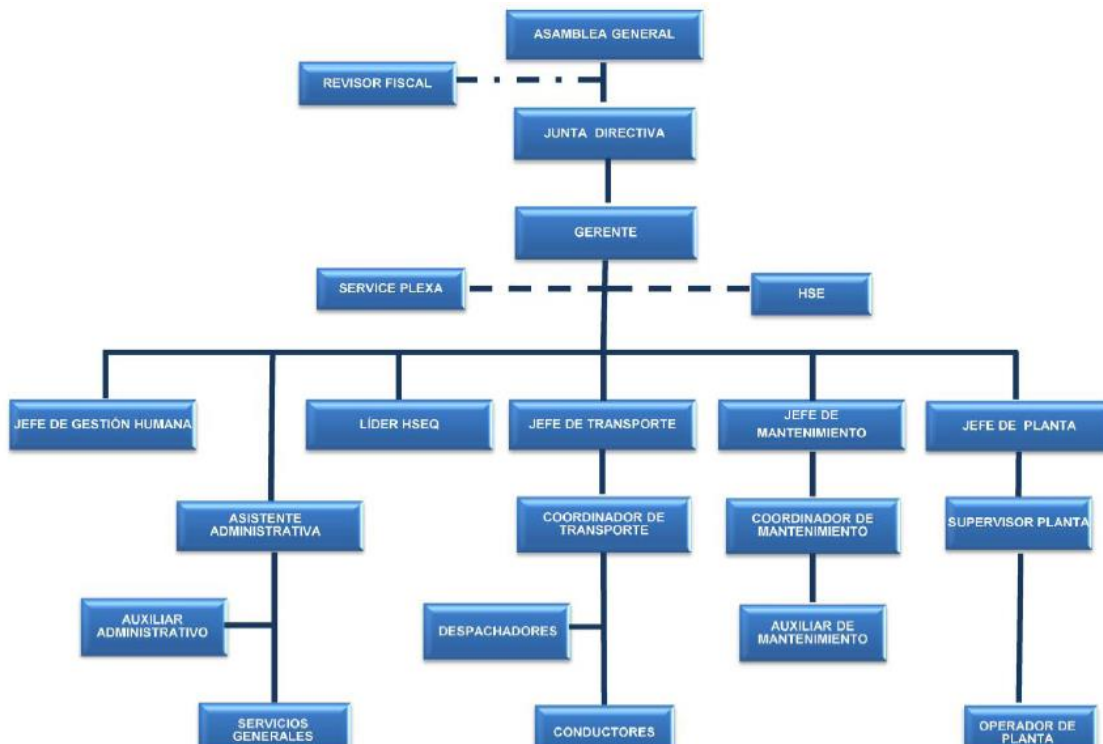 ASAMBLEA GENERAL
REVISOR FISCAL
JUNTA DIRECTIVA
GERENTE
SERVICE PLEXA
HSE
JEFE DE GESTIÓN HUMANA
LÍDER HSEQ
JEFE DE TRANSPORTE
JEFE DE
MANTENIMIENTO
JEFE DE PLANTA
ASISTENTE
ADMINISTRATIVA
COORDINADOR DE
TRANSPORTE
COORDINADOR DE
MANTENIMIENTO
SUPERVISOR PLANTA
AUXILIAR
ADMINISTRATIVO
DESPACHADORES
AUXILIAR DE
MANTENIMIENTO
SERVICIOS
GENERALES
CONDUCTORES
OPERADOR DE
PLANTA